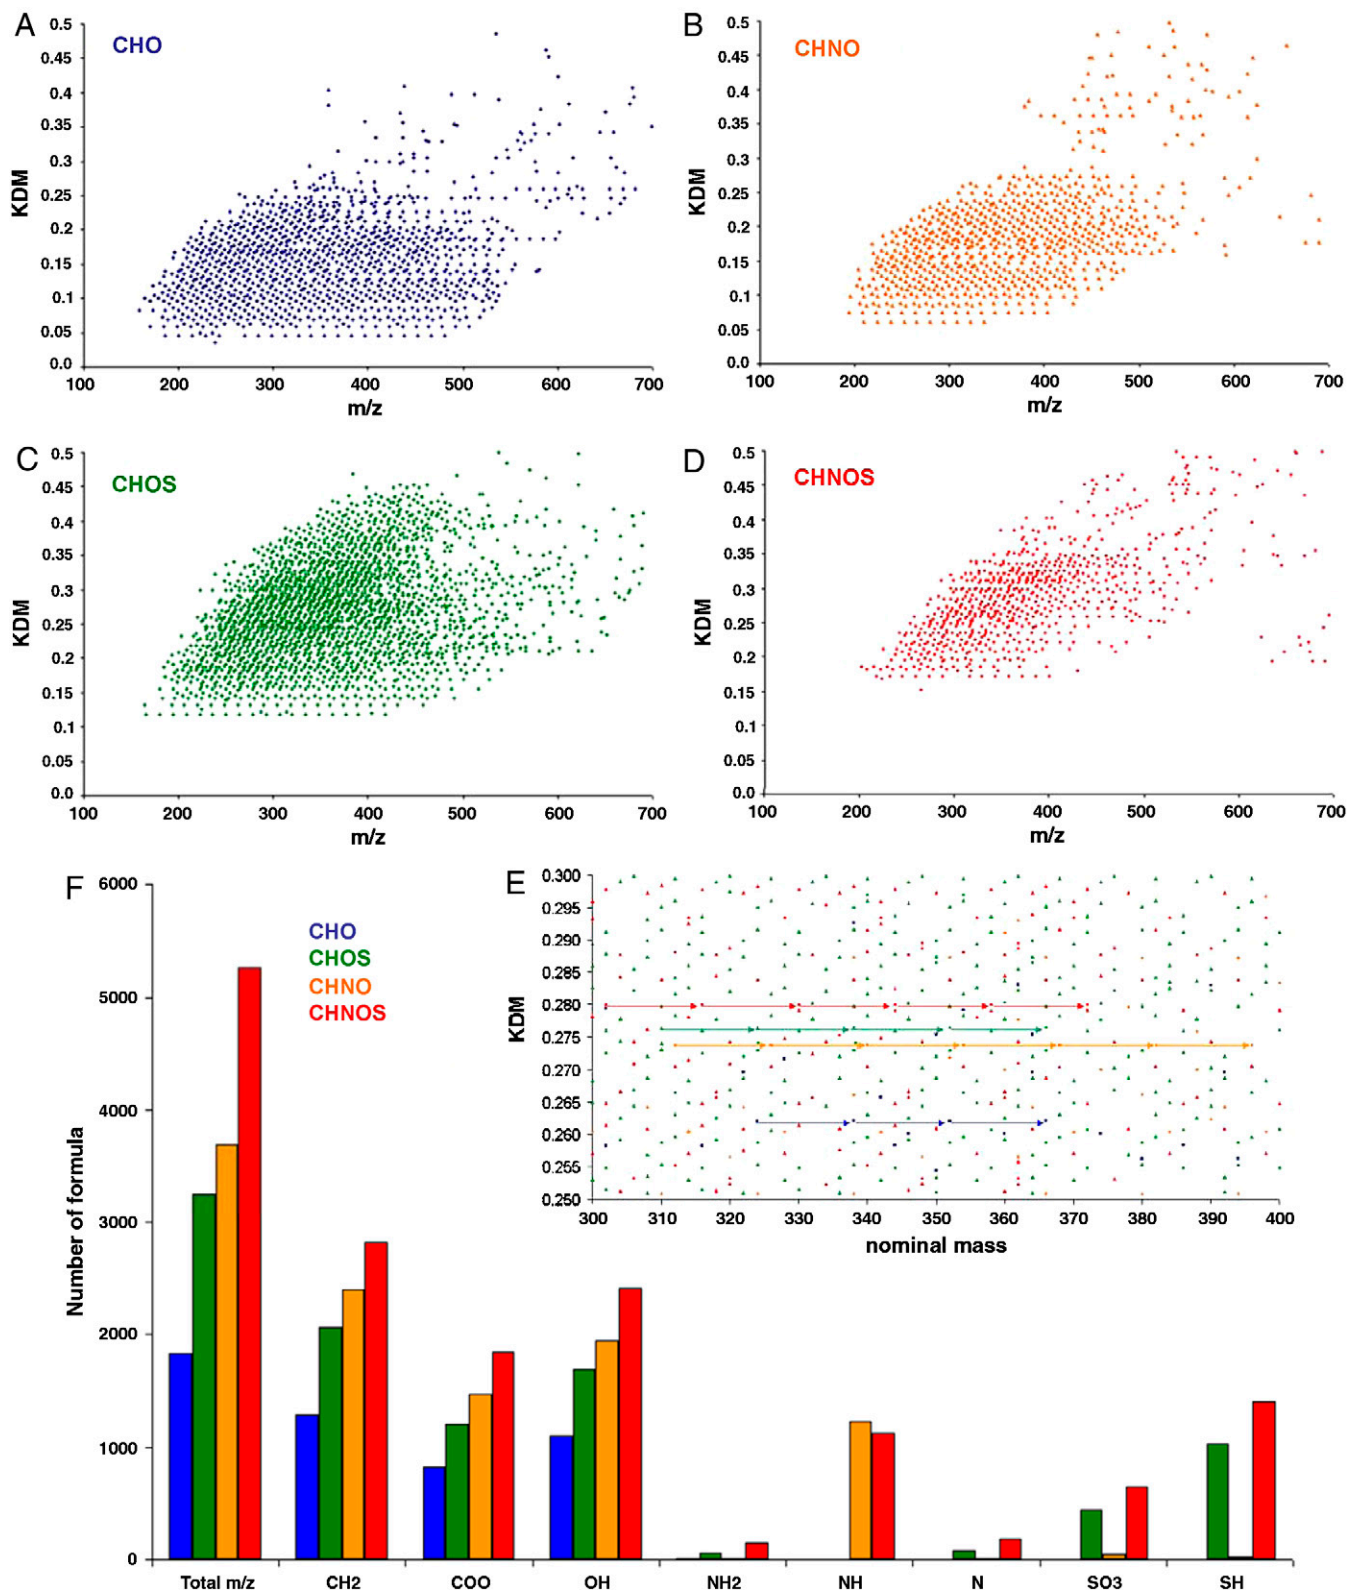 A
CHO
KDM
0.5
0.45
0.4
0.35
0.3
0.25
0.2
0.15
0.1
0.05
0.0
100 200 300 400 500 600 700
m/z
B
CHNO
KDM
0.5
0.45
0.4
0.35
0.3
0.25
0.2
0.15
0.1
0.05
0.0
100 200 300 400 500 600 700
m/z
C
CHOS
KDM
0.5
0.45
0.4
0.35
0.3
0.25
0.2
0.15
0.1
0.05
0.0
100 200 300 400 500 600 700
m/z
D
CHNOS
KDM
0.5
0.45
0.4
0.35
0.3
0.25
0.2
0.15
0.1
0.05
0.0
100 200 300 400 500 600 700
m/z
F
Number of formula
6000
5000
4000
3000
2000
1000
0
CHO
CHOS
CHNO
CHNOS
Total m/z CH2 COO OH NH2 NH N SO3 SH
E
KDM
0.300
0.295
0.290
0.285
0.280
0.275
0.270
0.265
0.260
0.255
0.250
300 310 320 330 340 350 360 370 380 390 400
nominal mass